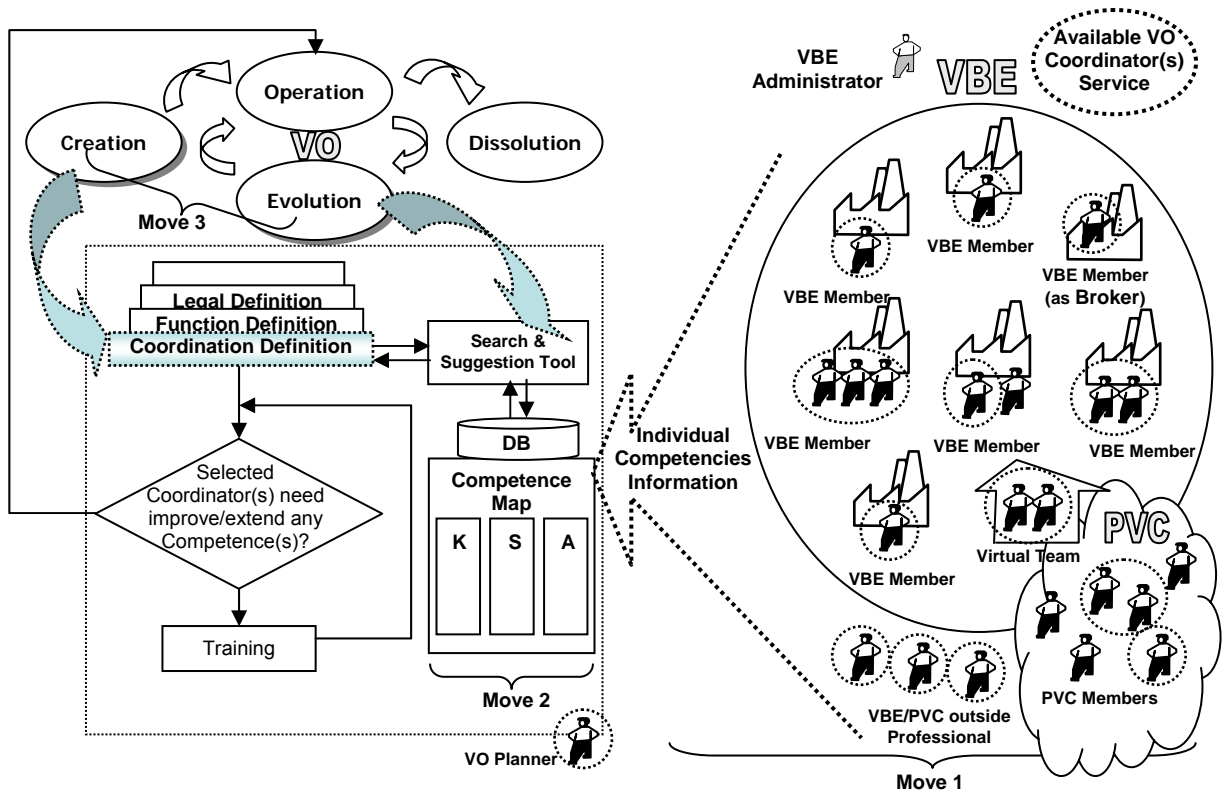 Operation
Creation
VO
Dissolution
Evolution
Move 3
Legal Definition
Function Definition
Coordination Definition
Search &
Suggestion Tool
DB
Selected
Coordinator(s) need
improve/extend any
Competence(s)?
Competence
Map
K
S
A
Training
Move 2
VO Planner
Individual
Competencies
Information
VBE
Administrator
VBE
Available VO
Coordinator(s)
Service
VBE Member
VBE Member
VBE Member
(as Broker)
VBE Member
VBE Member
VBE Member
VBE Member
Virtual Team
PVC
PVC Members
VBE/PVC outside
Professional
Move 1